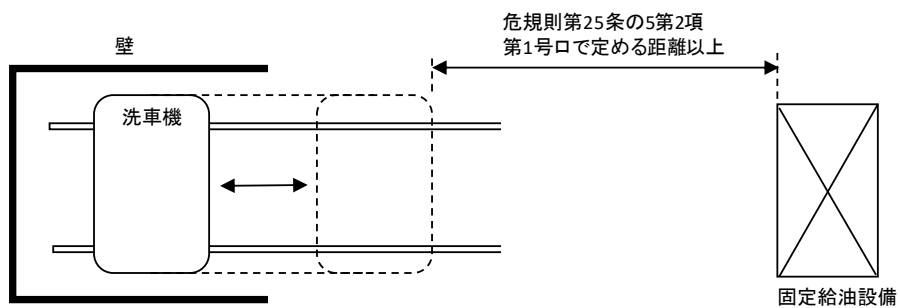 危規則第25条の5第2項
第1号ロで定める距離以上
壁
洗車機
固定給油設備